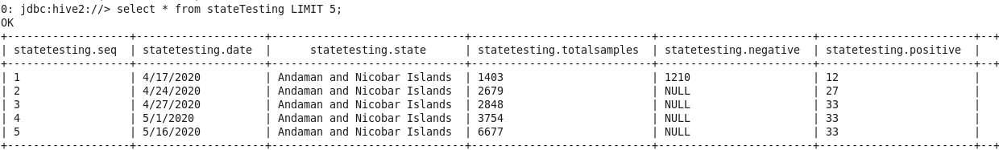 0: jdbc:hive2://> select * from stateTesting LIMIT 5;
OK
+-------------------+--------------------+------------------------------+----------------------------+------------------------+------------------------+--+
| statetesting.seq  | statetesting.date  |      statetesting.state      | statetesting.totalsamples  | statetesting.negative  | statetesting.positive  |
+-------------------+--------------------+------------------------------+----------------------------+------------------------+------------------------+--+
| 1                 | 4/17/2020          | Andaman and Nicobar Islands  | 1403                       | 1210                   | 12                     |
| 2                 | 4/24/2020          | Andaman and Nicobar Islands  | 2679                       | NULL                   | 27                     |
| 3                 | 4/27/2020          | Andaman and Nicobar Islands  | 2848                       | NULL                   | 33                     |
| 4                 | 5/1/2020           | Andaman and Nicobar Islands  | 3754                       | NULL                   | 33                     |
| 5                 | 5/16/2020          | Andaman and Nicobar Islands  | 6677                       | NULL                   | 33                     |
+-------------------+--------------------+------------------------------+----------------------------+------------------------+------------------------+--+